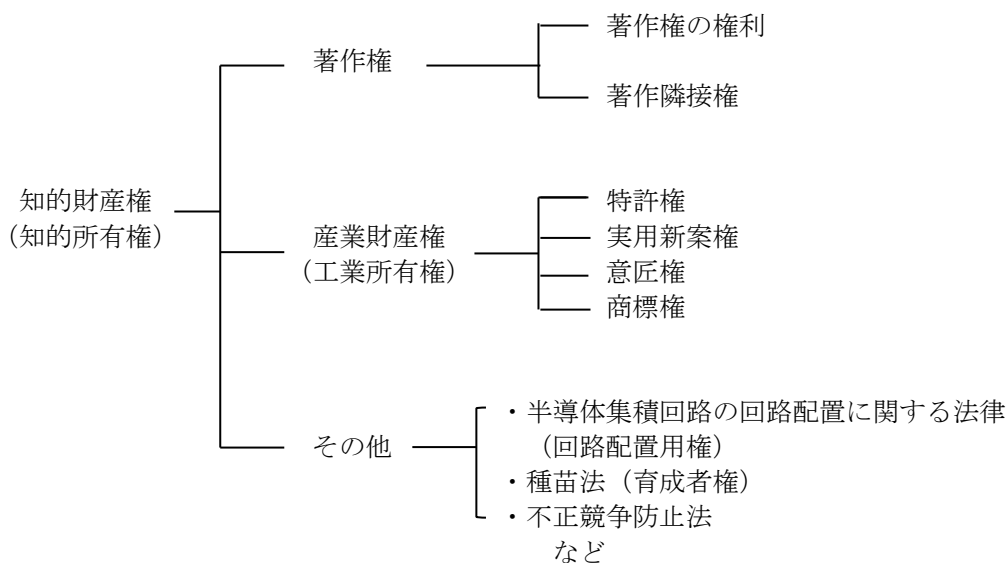 知的財産権
（知的所有権）
著作権
著作権の権利
著作隣接権
産業財産権
（工業所有権）
特許権
実用新案権
意匠権
商標権
その他
・半導体集積回路の回路配置に関する法律
（回路配置用権）
・種苗法（育成者権）
・不正競争防止法
など